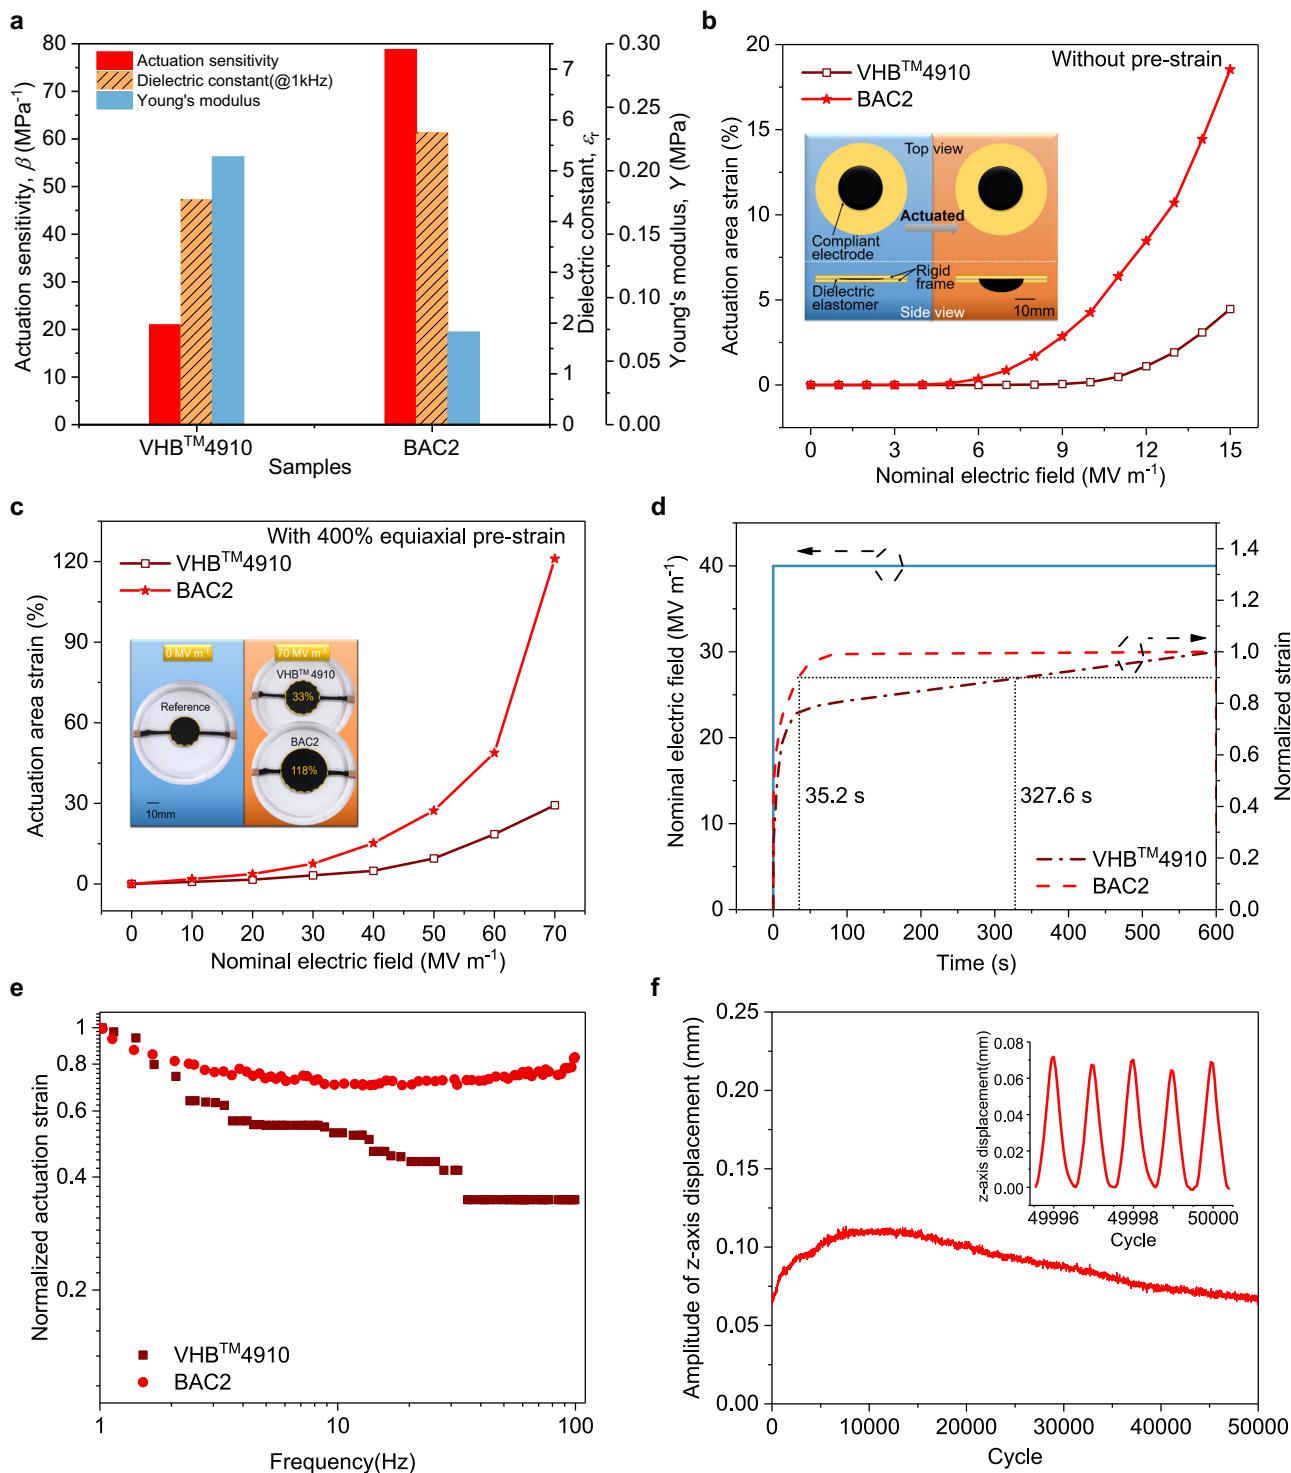 a
Actuation sensitivity
Dielectric constant(@1kHz)
Young's modulus
80
70
60
50
40
30
20
10
0
Actuation sensitivity, β (MPa⁻¹)
7
6
5
4
3
2
1
0
Dielectric constant, εr
0.30
0.25
0.20
0.15
0.10
0.05
0.00
Young's modulus, Y (MPa)
VHB™4910
BAC2
Samples
b
Without pre-strain
VHB™4910
BAC2
20
15
10
5
0
Actuation area strain (%)
Top view
Actuated
Compliant
electrode
Rigid
frame
Dielectric
elastomer
Side view
10mm
0 3 6 9 12 15
Nominal electric field (MV m⁻¹)
c
With 400% equiaxial pre-strain
VHB™4910
BAC2
120
90
60
30
0
Actuation area strain (%)
0 MV m⁻¹
70 MV m⁻¹
VHB™4910
33%
Reference
BAC2
118%
10mm
0 10 20 30 40 50 60 70
Nominal electric field (MV m⁻¹)
d
40
30
20
10
0
Nominal electric field (MV m⁻¹)
1.4
1.2
1.0
0.8
0.6
0.4
0.2
0.0
Normalized strain
35.2 s
327.6 s
VHB™4910
BAC2
0 100 200 300 400 500 600
Time (s)
e
1
0.8
0.6
0.4
0.2
Normalized actuation strain
VHB™4910
BAC2
1 10 100
Frequency(Hz)
f
0.25
0.20
0.15
0.10
0.05
0.00
Amplitude of z-axis displacement (mm)
0.08
0.06
0.04
0.02
0.00
z-axis displacement(mm)
49996 49998 50000
Cycle
0 10000 20000 30000 40000 50000
Cycle